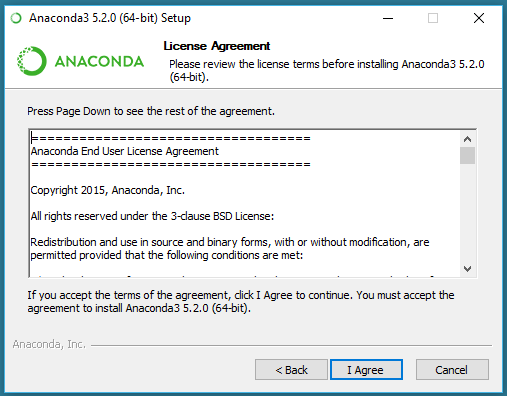 Anaconda3 5.2.0 (64-bit) Setup
ANACONDA
License Agreement
Please review the license terms before installing Anaconda3 5.2.0
(64-bit).
Press Page Down to see the rest of the agreement.
===================================
Anaconda End User License Agreement
===================================
Copyright 2015, Anaconda, Inc.
All rights reserved under the 3-clause BSD License:
Redistribution and use in source and binary forms, with or without modification, are
permitted provided that the following conditions are met:
If you accept the terms of the agreement, click I Agree to continue. You must accept the
agreement to install Anaconda3 5.2.0 (64-bit).
Anaconda, Inc.
< Back
I Agree
Cancel